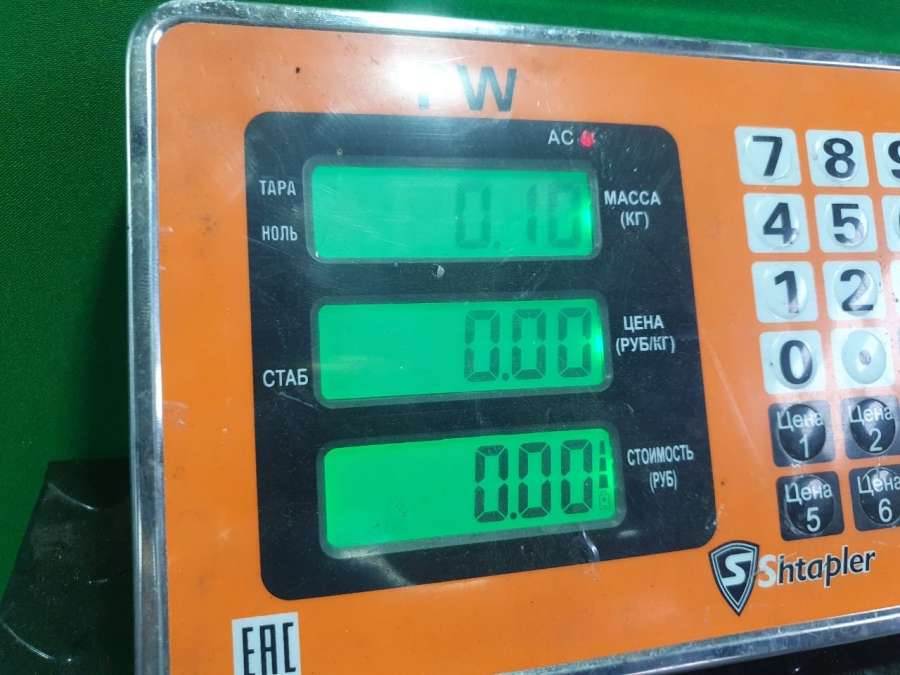 W
AC
ТАРА
НОЛЬ
0.10
МАССА
(КГ)
СТАБ
0.00
ЦЕНА
(РУБ/КГ)
0.00
СТОИМОСТЬ
(РУБ)
7 8 9
4 5
1 2
0
Цена 1
Цена 2
Цена 5
Цена 6
S Shtapler
EAC